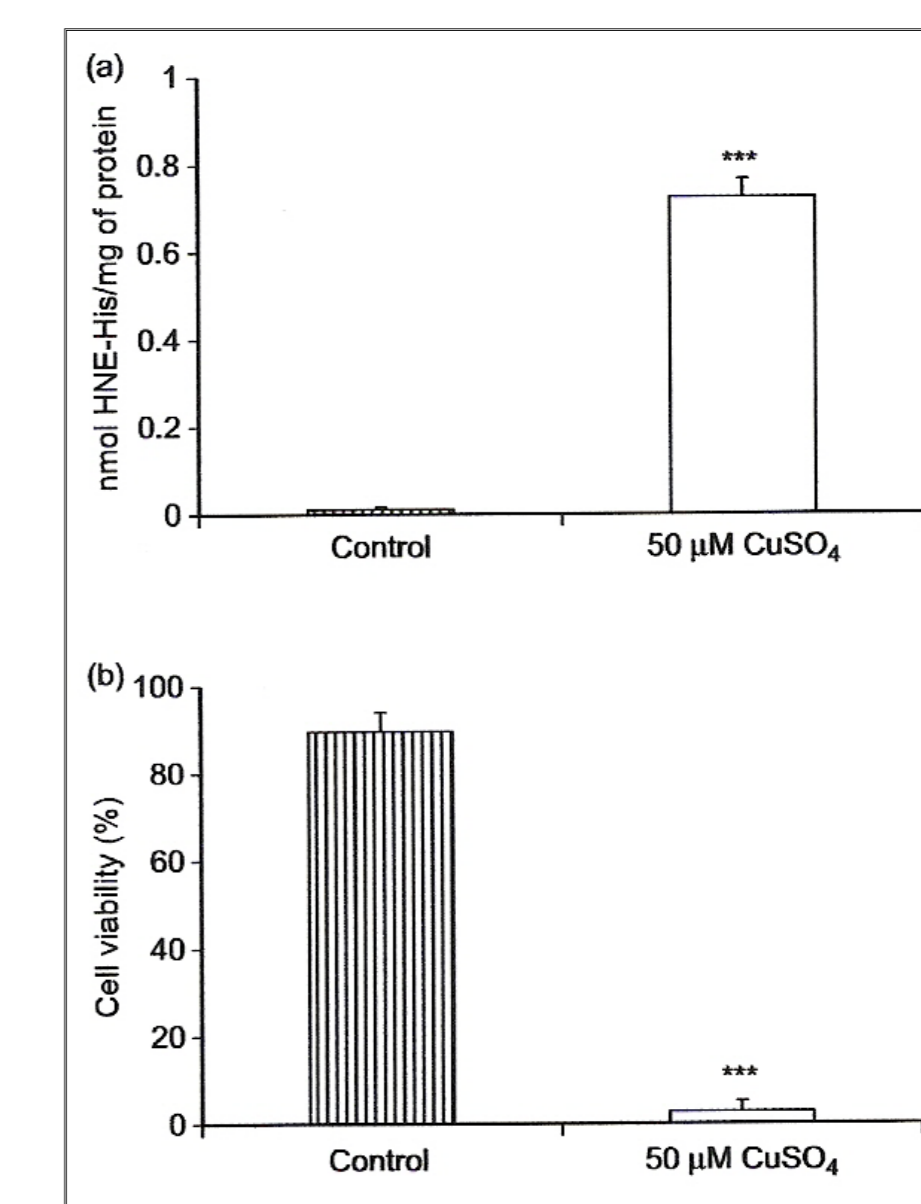 (a)
nmol HNE-His/mg of protein
1
0.8
0.6
0.4
0.2
0
***
Control
50 μM CuSO4
(b)
Cell viability (%)
100
80
60
40
20
0
***
Control
50 μM CuSO4